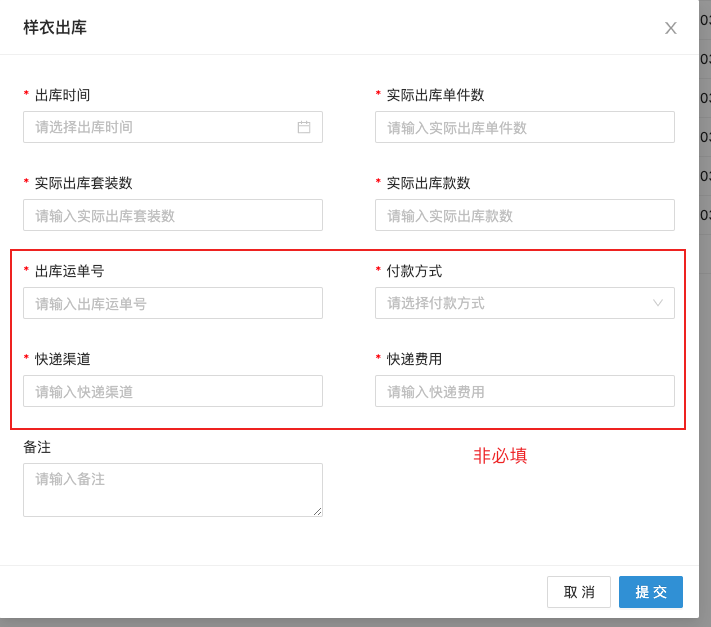 样衣出库
* 出库时间
* 实际出库单件数
请选择出库时间
请输入实际出库单件数
* 实际出库套装数
* 实际出库款数
请输入实际出库套装数
请输入实际出库款数
* 出库运单号
* 付款方式
请输入出库运单号
请选择付款方式
* 快递渠道
* 快递费用
请输入快递渠道
请输入快递费用
备注
非必填
请输入备注
取 消
提 交